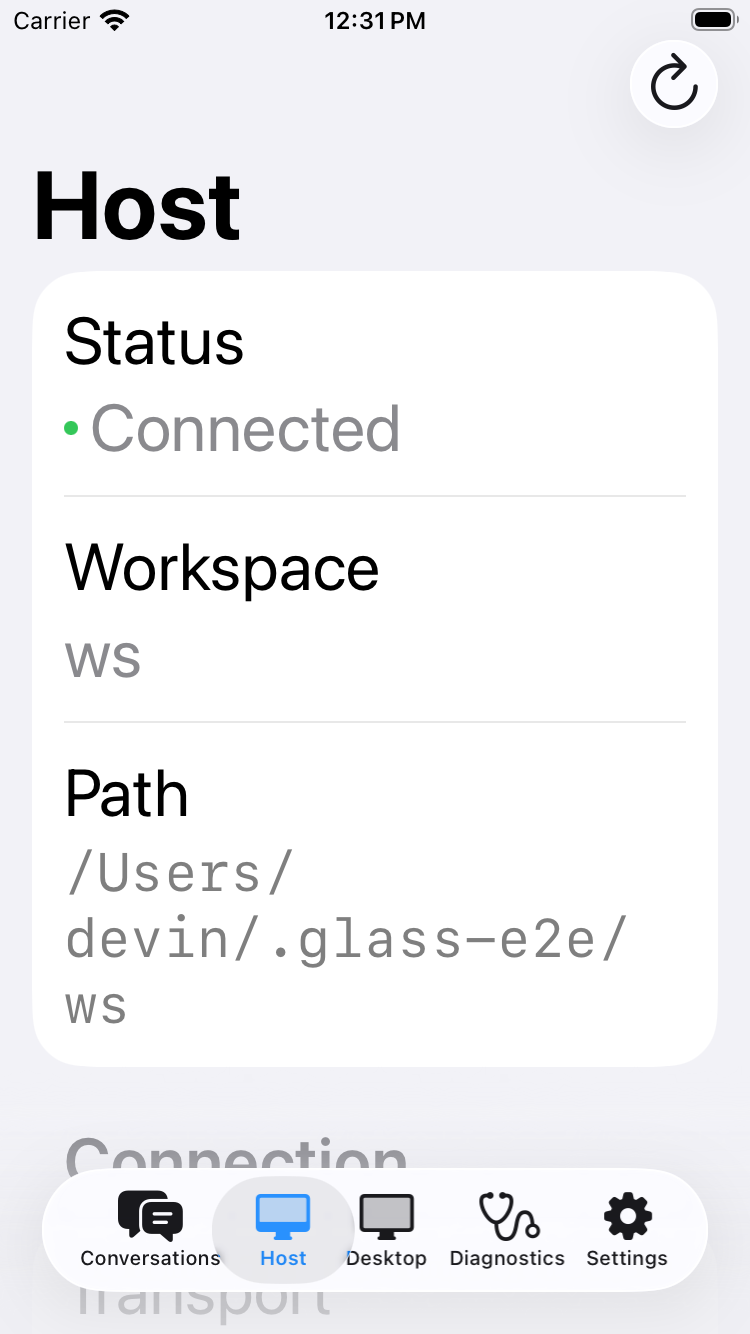 Carrier 12:31 PM
Host
Status
Connected
Workspace
ws
Path
/Users/
devin/.glass-e2e/
ws
Connection
Conversations Host Desktop Diagnostics Settings
Transport